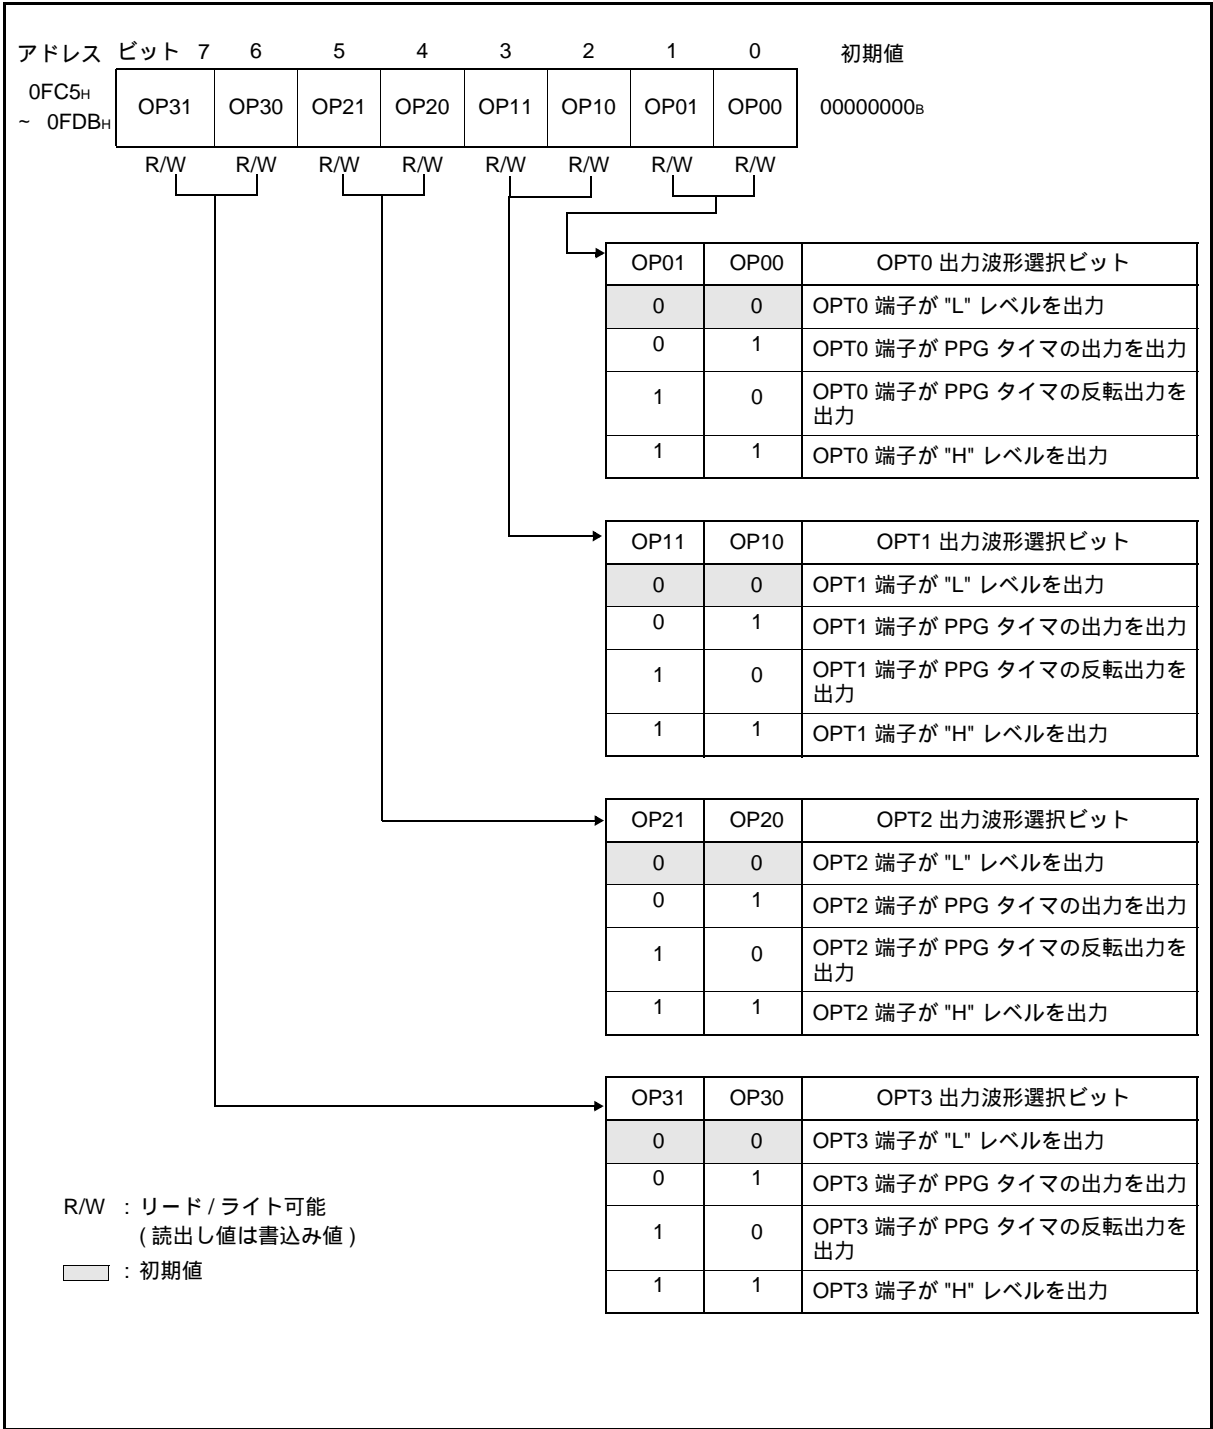 アドレス ビット 7 6 5 4 3 2 1 0 初期値
0FC5H
~ 0FDBH
OP31 OP30 OP21 OP20 OP11 OP10 OP01 OP00 00000000B
R/W R/W R/W R/W R/W R/W R/W R/W
OP01 OP00 OPT0 出力波形選択ビット
0 0 OPT0 端子が "L" レベルを出力
0 1 OPT0 端子が PPG タイマの出力を出力
1 0 OPT0 端子が PPG タイマの反転出力を
出力
1 1 OPT0 端子が "H" レベルを出力
OP11 OP10 OPT1 出力波形選択ビット
0 0 OPT1 端子が "L" レベルを出力
0 1 OPT1 端子が PPG タイマの出力を出力
1 0 OPT1 端子が PPG タイマの反転出力を
出力
1 1 OPT1 端子が "H" レベルを出力
OP21 OP20 OPT2 出力波形選択ビット
0 0 OPT2 端子が "L" レベルを出力
0 1 OPT2 端子が PPG タイマの出力を出力
1 0 OPT2 端子が PPG タイマの反転出力を
出力
1 1 OPT2 端子が "H" レベルを出力
OP31 OP30 OPT3 出力波形選択ビット
0 0 OPT3 端子が "L" レベルを出力
0 1 OPT3 端子が PPG タイマの出力を出力
1 0 OPT3 端子が PPG タイマの反転出力を
出力
1 1 OPT3 端子が "H" レベルを出力
R/W : リード / ライト可能
( 読出し値は書込み値 )
: 初期値